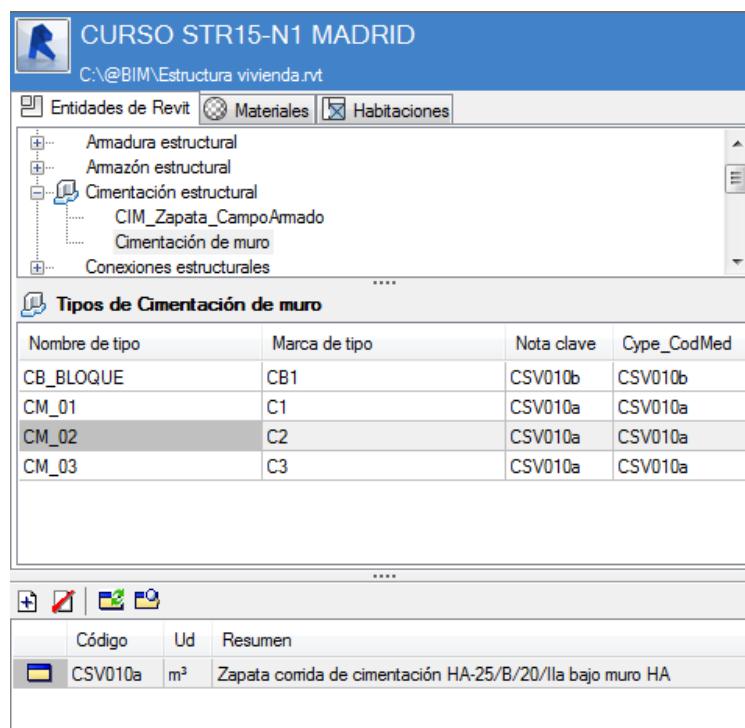 CURSO STR15-N1 MADRID
C:\@BIM\Estructura vivienda.rvt
Entidades de Revit Materiales Habitaciones
Armadura estructural
Armazón estructural
Cimentación estructural
CIM_Zapata_CampoArmado
Cimentación de muro
Conexiones estructurales
Tipos de Cimentación de muro
Nombre de tipo Marca de tipo Nota clave Cype_CodMed
CB_BLOQUE CB1 CSV010b CSV010b
CM_01 C1 CSV010a CSV010a
CM_02 C2 CSV010a CSV010a
CM_03 C3 CSV010a CSV010a
Código Ud Resumen
CSV010a m³ Zapata corrida de cimentación HA-25/B/20/IIa bajo muro HA